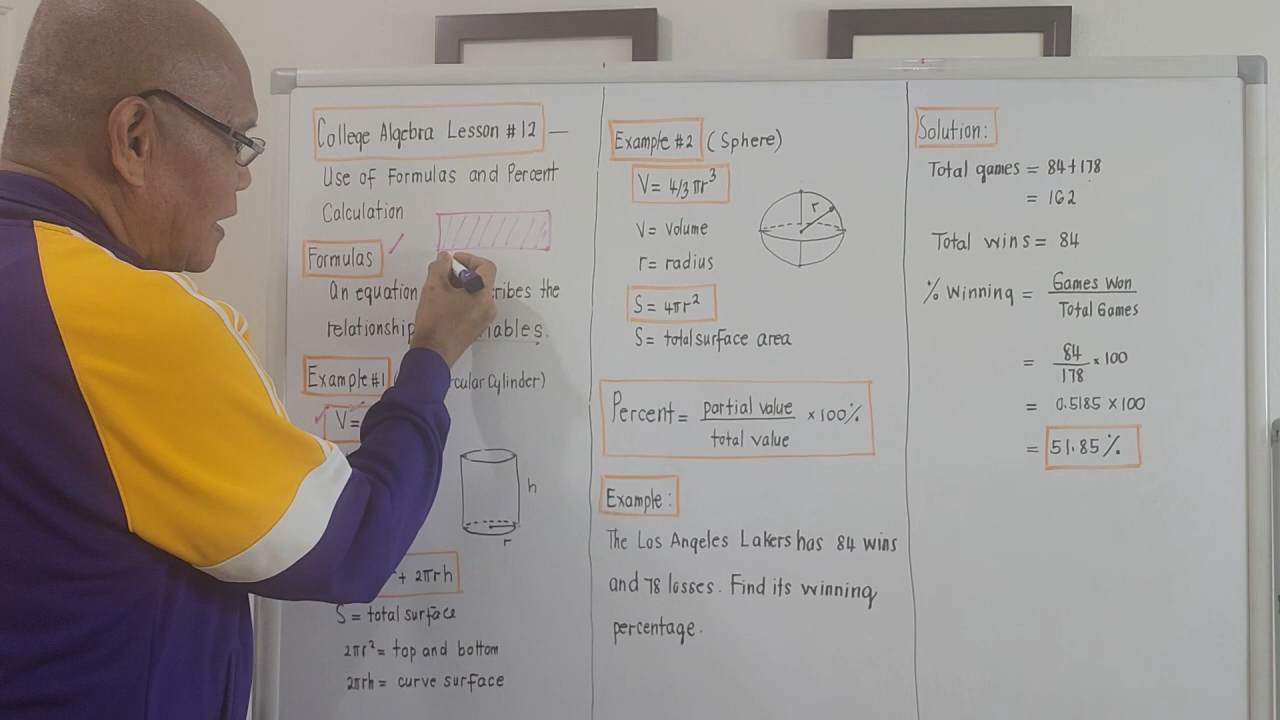 College Algebra Lesson #12 —
Use of Formulas and Percent
Calculation
Formulas
An equation ribes the
relationship iables.
Example #1 cular Cylinder)
V=
h
r
+ 2πrh
S = total surface
2πr² = top and bottom
2πrh = curve surface
Example #2 (Sphere)
V = 4/3 πr³
r
V = Volume
r = radius
S = 4πr²
S = total surface area
Percent = partial value / total value × 100%
Example:
The Los Angeles Lakers has 84 wins
and 78 losses. Find its winning
percentage.
Solution:
Total games = 84+178
= 162
Total wins = 84
% Winning = Games Won / Total Games
= 84/178 × 100
= 0.5185 × 100
= 51.85%